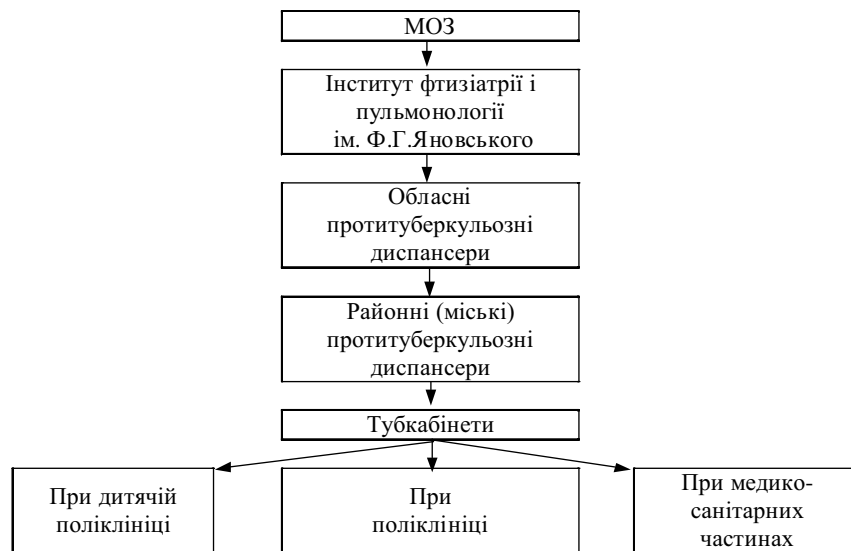 МОЗ
Інститут фтизіатрії і
пульмонології
ім. Ф.Г.Яновського
Обласні
протитуберкульозні
диспансери
Районні (міські)
протитуберкульозні
диспансери
Тубкабінети
При дитячій
поліклініці
При
поліклініці
При медико-
санітарних
частинах